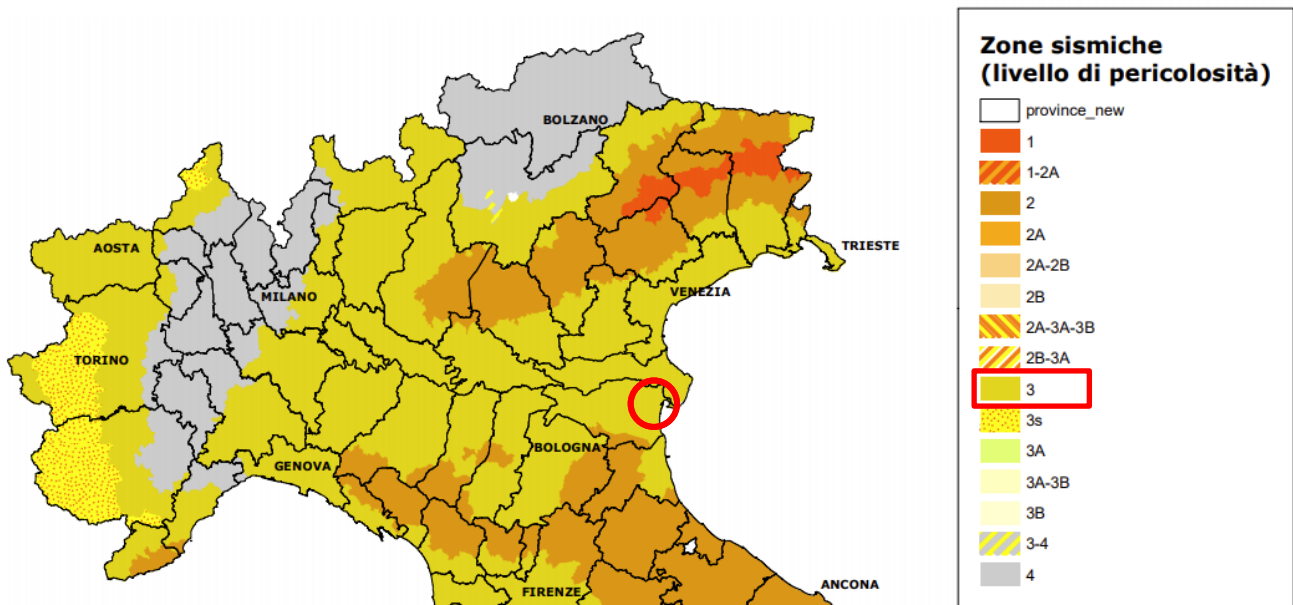 BOLZANO
AOSTA
TRIESTE
MILANO
VENEZIA
TORINO
BOLOGNA
GENOVA
FIRENZE
ANCONA
Zone sismiche
(livello di pericolosità)
province_new
1
1-2A
2
2A
2A-2B
2B
2A-3A-3B
2B-3A
3
3s
3A
3A-3B
3B
3-4
4